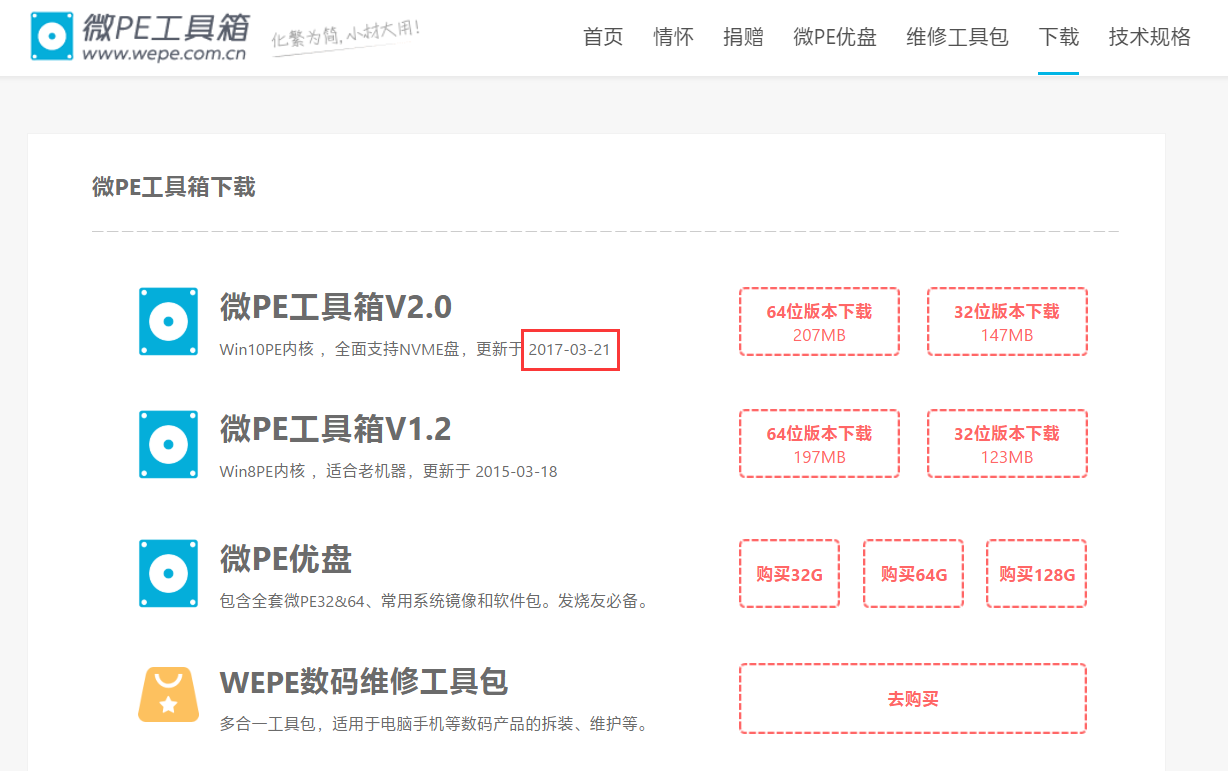 微PE工具箱
www.wepe.com.cn
化繁为简,小材大用!
首页 情怀 捐赠 微PE优盘 维修工具包 下载 技术规格
微PE工具箱下载
微PE工具箱V2.0
Win10PE内核 ，全面支持NVME盘，更新于 2017-03-21
64位版本下载
207MB
32位版本下载
147MB
微PE工具箱V1.2
Win8PE内核 ，适合老机器，更新于 2015-03-18
64位版本下载
197MB
32位版本下载
123MB
微PE优盘
包含全套微PE32&64、常用系统镜像和软件包。发烧友必备。
购买32G
购买64G
购买128G
WEPE数码维修工具包
多合一工具包，适用于电脑手机等数码产品的拆装、维护等。
去购买